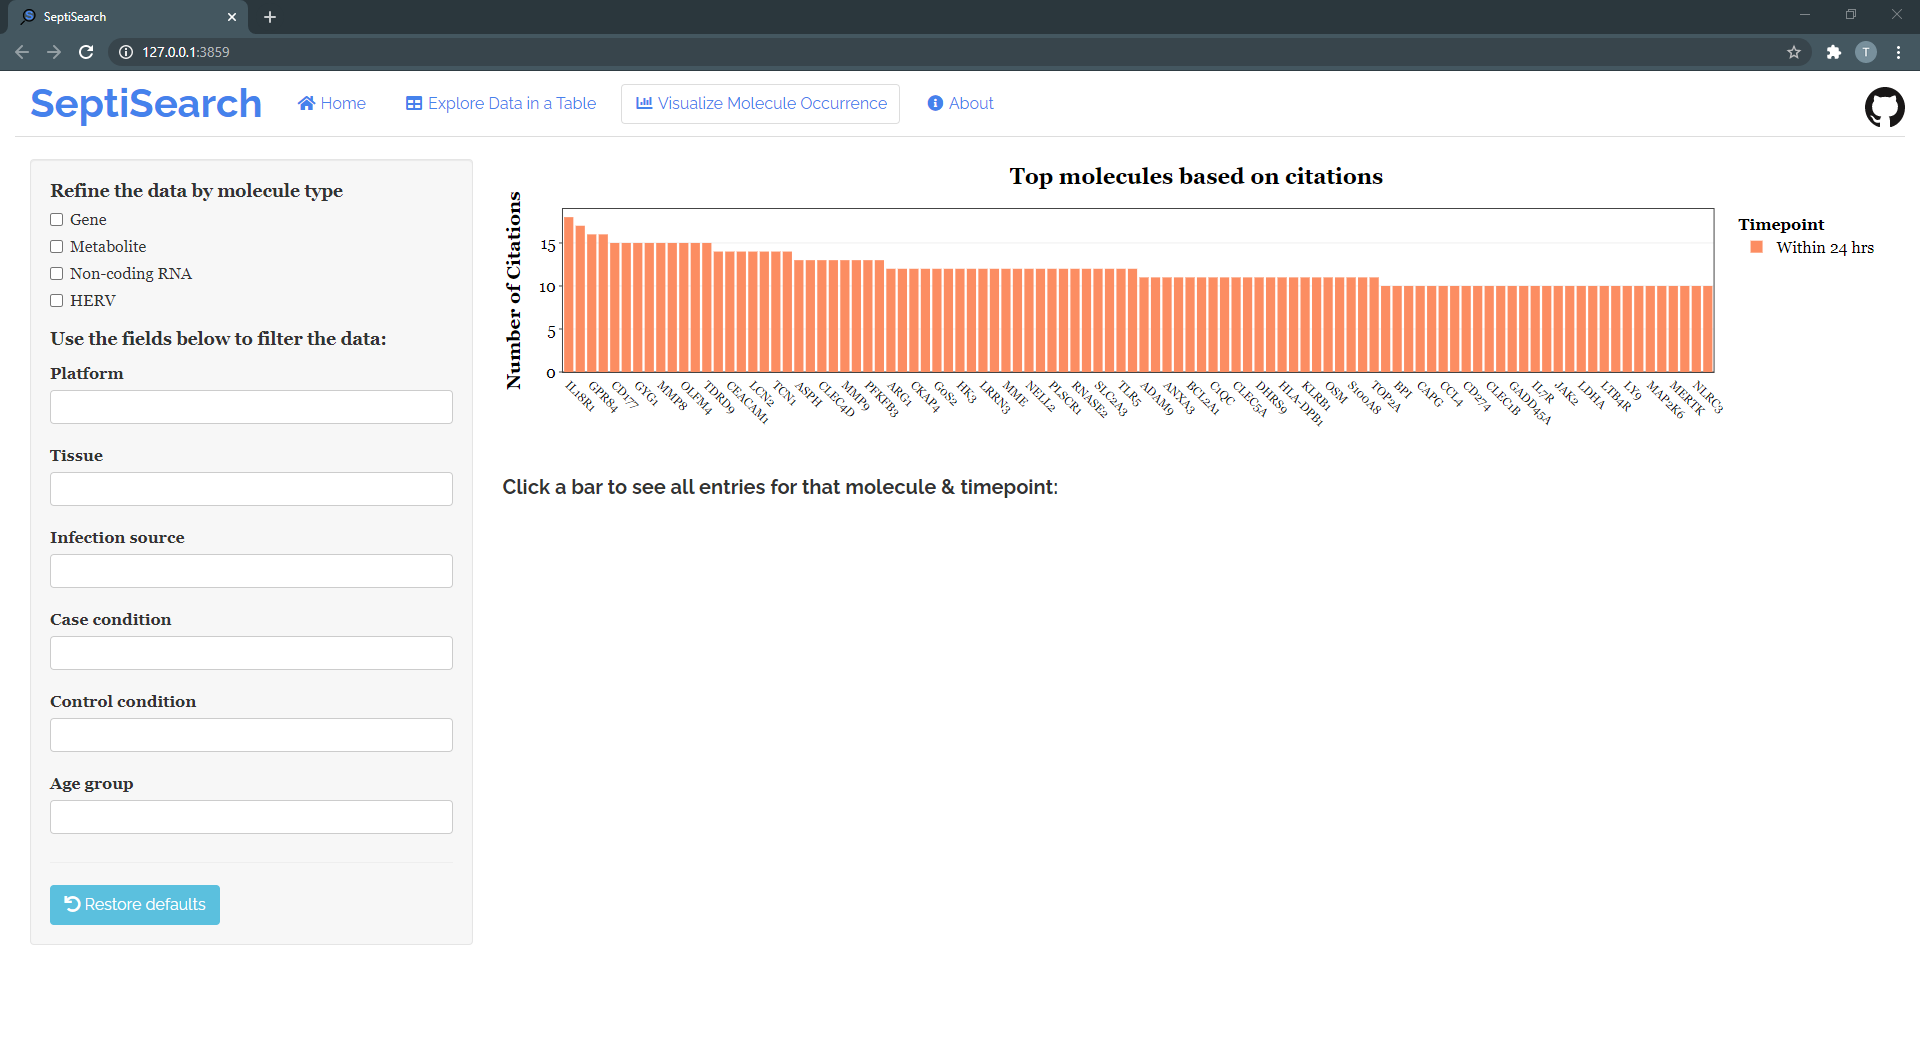 SeptiSearch
127.0.0.1:3859
T
SeptiSearch
Home
Explore Data in a Table
Visualize Molecule Occurrence
About
Refine the data by molecule type
Gene
Metabolite
Non-coding RNA
HERV
Use the fields below to filter the data:
Platform
Tissue
Infection source
Case condition
Control condition
Age group
Restore defaults
Top molecules based on citations
Number of Citations
15
10
5
0
IL18R1
GPR84
CD177
GYG1
MMP8
OLFM4
TDRD9
CEACAM1
LCN2
TCN1
ASPH
CLEC4D
MMP9
PFKFB3
ARG1
CKAP4
G0S2
HK3
LRRN3
MME
NELL2
PLSCR1
RNASE2
SLC2A3
TLR5
ADAM9
ANXA3
BCL2A1
C1QC
CLEC5A
DHRS9
HLA-DPB1
KLRB1
OSM
S100A8
TOP2A
BPI
CAPG
CCL4
CD274
CLEC1B
GADD45A
IL7R
JAK2
LDHA
LTB4R
LY9
MAP2K6
MERTK
NLRC3
Timepoint
Within 24 hrs
Click a bar to see all entries for that molecule & timepoint: